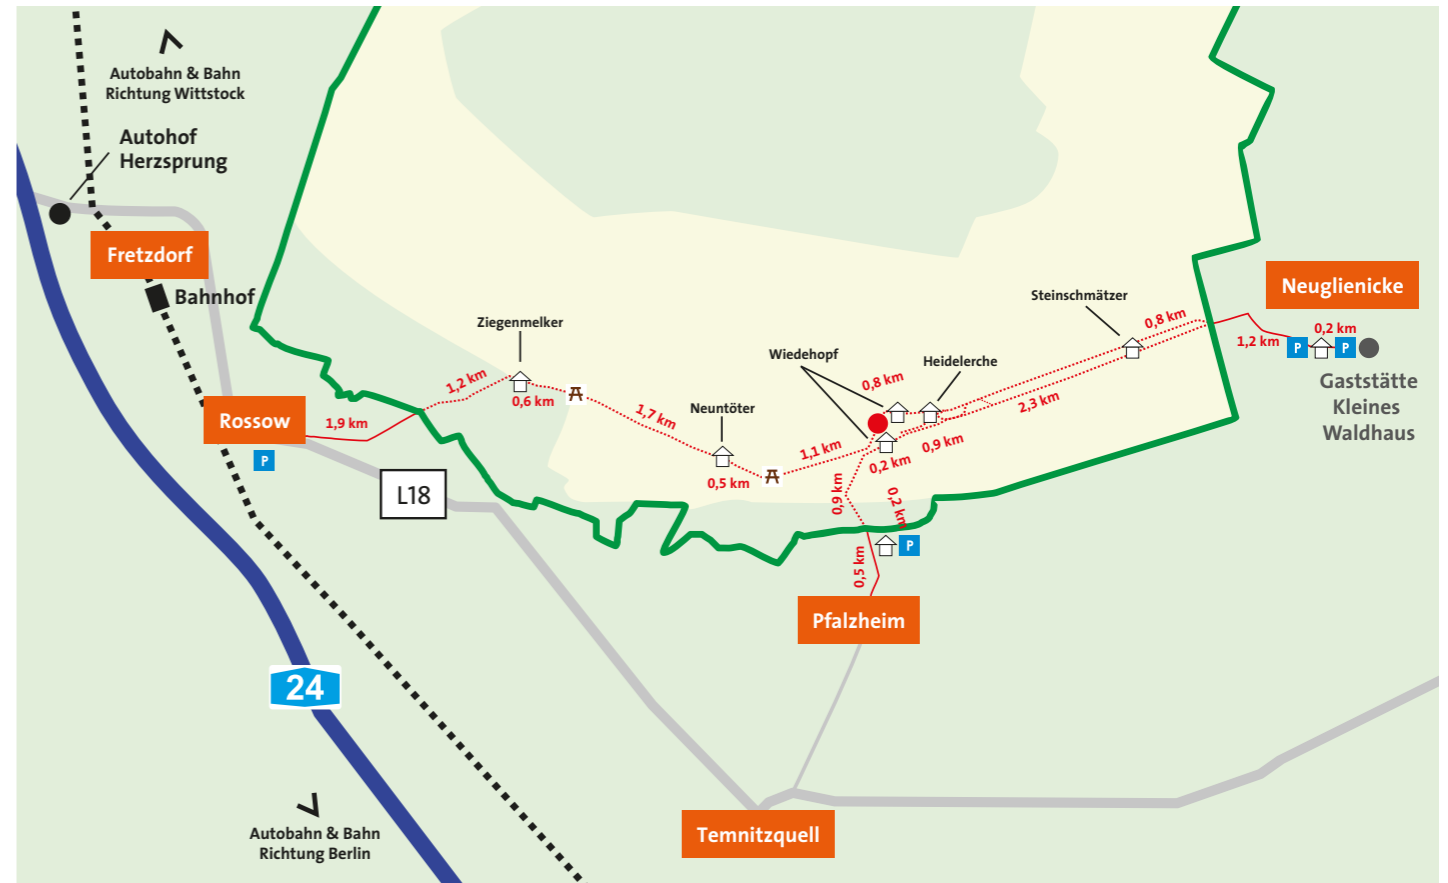 Autobahn & Bahn
Richtung Wittstock
Autohof
Herzsprung
Fretzdorf
Bahnhof
Neuglienicke
Steinschmätzer
0,8 km
0,2 km
1,2 km
P
P
Gaststätte
Kleines
Waldhaus
Ziegenmelker
Wiedehopf
Heidelerche
0,8 km
1,2 km
0,6 km
Neuntöter
1,7 km
2,3 km
Rossow
1,9 km
P
1,1 km
0,9 km
0,2 km
0,5 km
0,9 km
0,2 km
L18
P
0,5 km
Pfalzheim
24
Temnitzquell
Autobahn & Bahn
Richtung Berlin